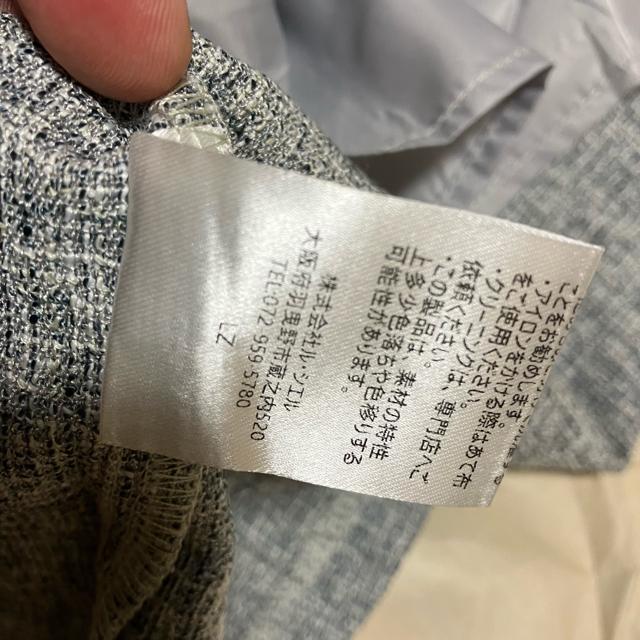 ことをお勧めします。
・アイロンをかける際はあて布
をご使用ください。
・クリーニングは、専門店へご
依頼ください。
・この製品は、素材の特性
上多少色落ちや色移りする
可能性があります。
株式会社ル・ソエル
大阪府羽曳野市蔵之内520
TEL:072-959-5780
LZ